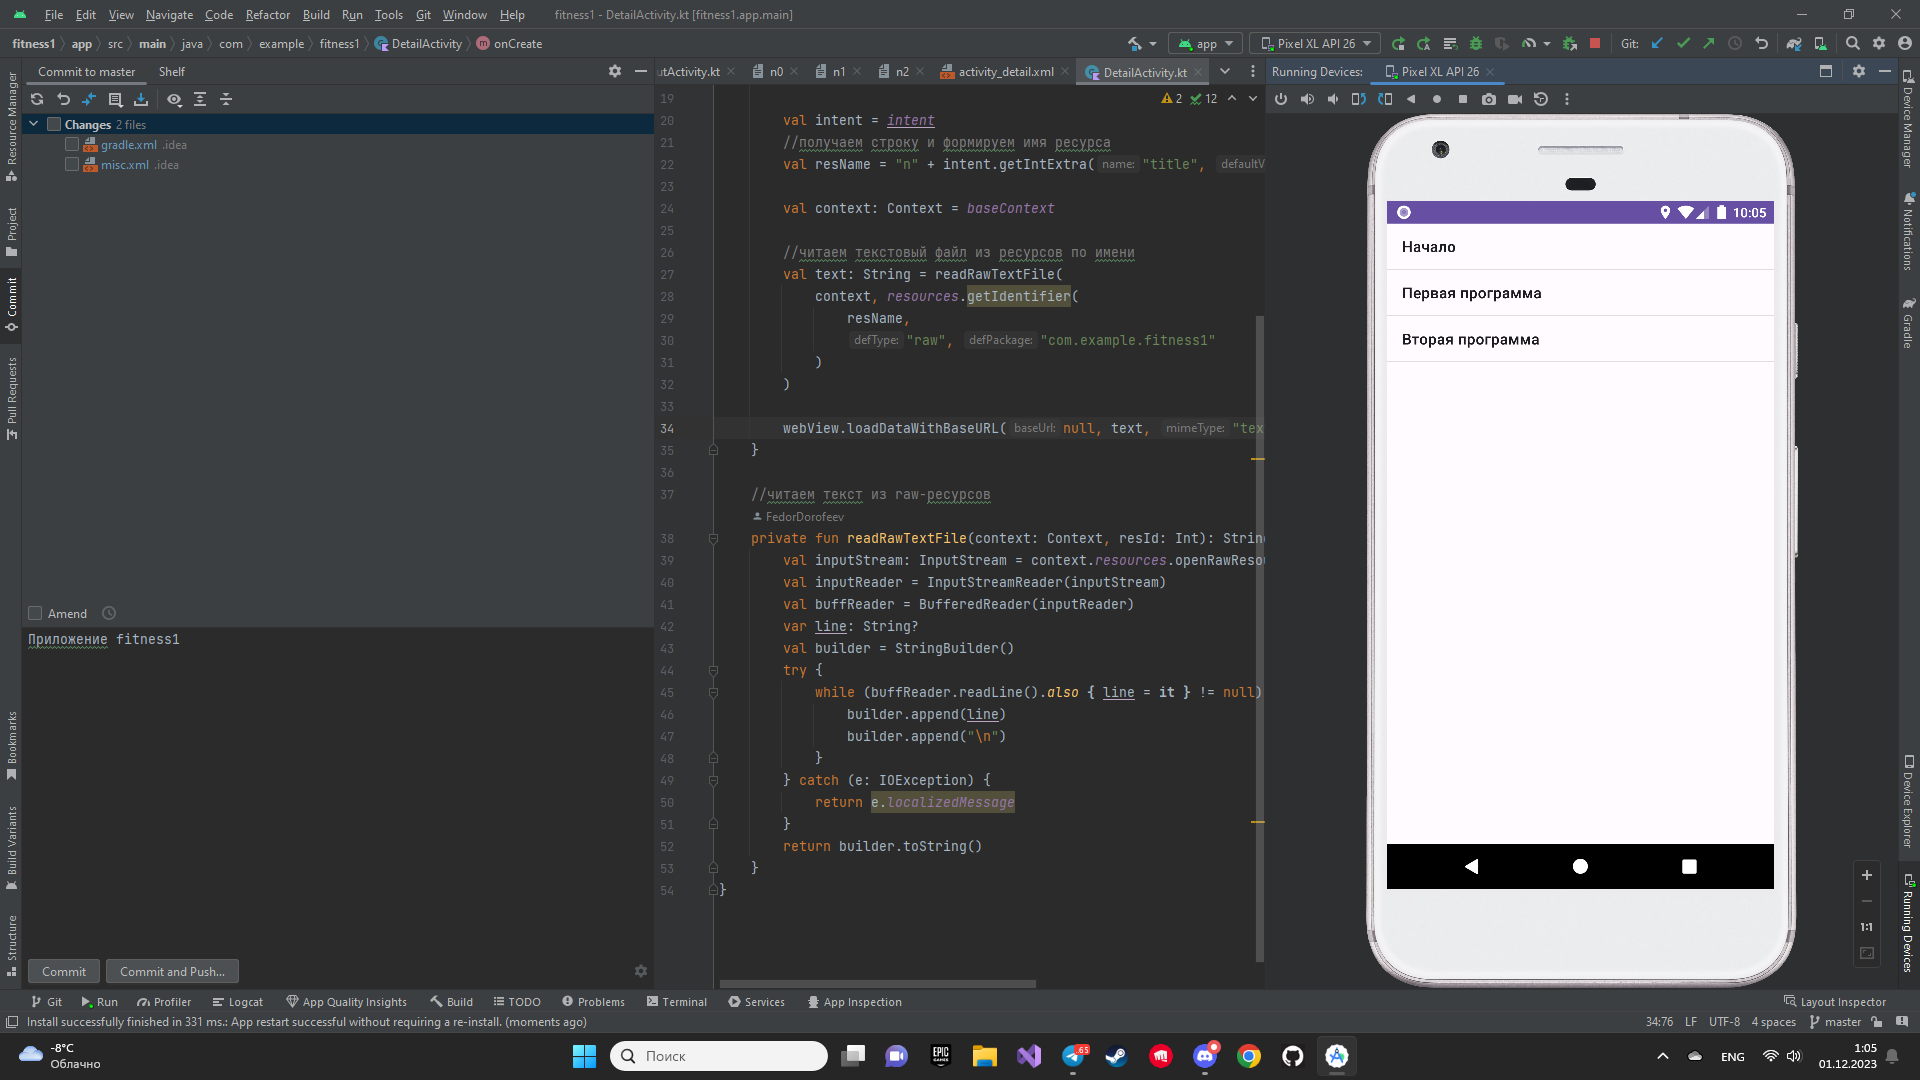 File Edit View Navigate Code Refactor Build Run Tools Git Window Help fitness1 - DetailActivity.kt [fitness1.app.main]
fitness1 app src main java com example fitness1 DetailActivity onCreate app Pixel XL API 26 Git:
Commit to master Shelf
utActivity.kt n0 n1 n2 activity_detail.xml DetailActivity.kt
Running Devices: Pixel XL API 26
Changes 2 files
gradle.xml .idea
misc.xml .idea
Amend
Приложение fitness1
Commit Commit and Push...
Resource Manager
Project
Commit
Pull Requests
Bookmarks
Build Variants
Structure
2 12
19
20 val intent = intent
21 //получаем строку и формируем имя ресурса
22 val resName = "n" + intent.getIntExtra( name: "title", defaultV
23
24 val context: Context = baseContext
25
26 //читаем текстовый файл из ресурсов по имени
27 val text: String = readRawTextFile(
28 context, resources.getIdentifier(
29 resName,
30 defType: "raw", defPackage: "com.example.fitness1"
31 )
32 )
33
34 webView.loadDataWithBaseURL( baseUrl: null, text, mimeType: "tex
35 }
36
37 //читаем текст из raw-ресурсов
FedorDorofeev
38 private fun readRawTextFile(context: Context, resId: Int): Strin
39 val inputStream: InputStream = context.resources.openRawReso
40 val inputReader = InputStreamReader(inputStream)
41 val buffReader = BufferedReader(inputReader)
42 var line: String?
43 val builder = StringBuilder()
44 try {
45 while (buffReader.readLine().also { line = it } != null)
46 builder.append(line)
47 builder.append("\n")
48 }
49 } catch (e: IOException) {
50 return e.localizedMessage
51 }
52 return builder.toString()
53 }
54 }
10:05
Начало
Первая программа
Вторая программа
1:1
Device Manager
Notifications
Gradle
Device Explorer
Running Devices
Git Run Profiler Logcat App Quality Insights Build TODO Problems Terminal Services App Inspection Layout Inspector
Install successfully finished in 331 ms.: App restart successful without requiring a re-install. (moments ago) 34:76 LF UTF-8 4 spaces master
-8°C
Облачно
Поиск
EPIC GAMES
65
ENG
1:05
01.12.2023